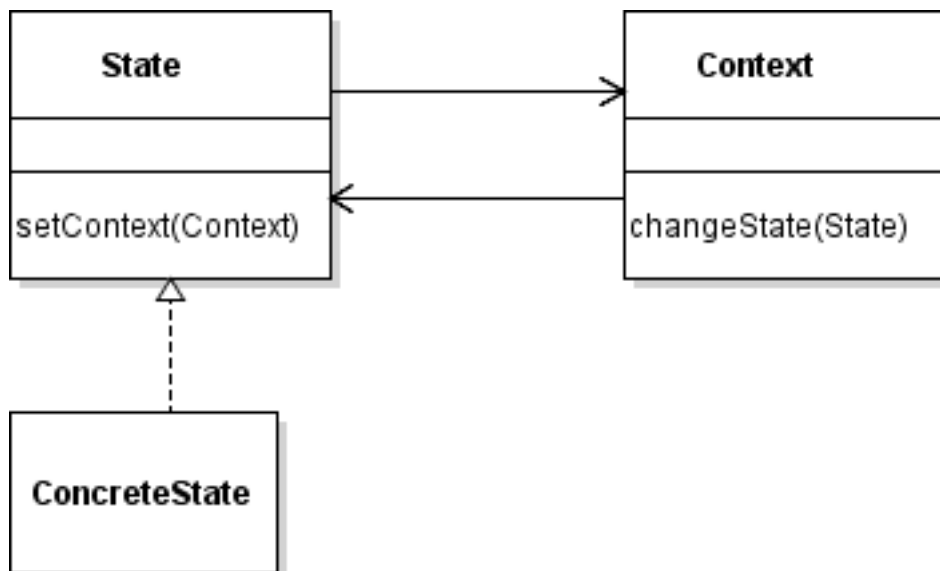 State
Context
setContext(Context)
changeState(State)
ConcreteState